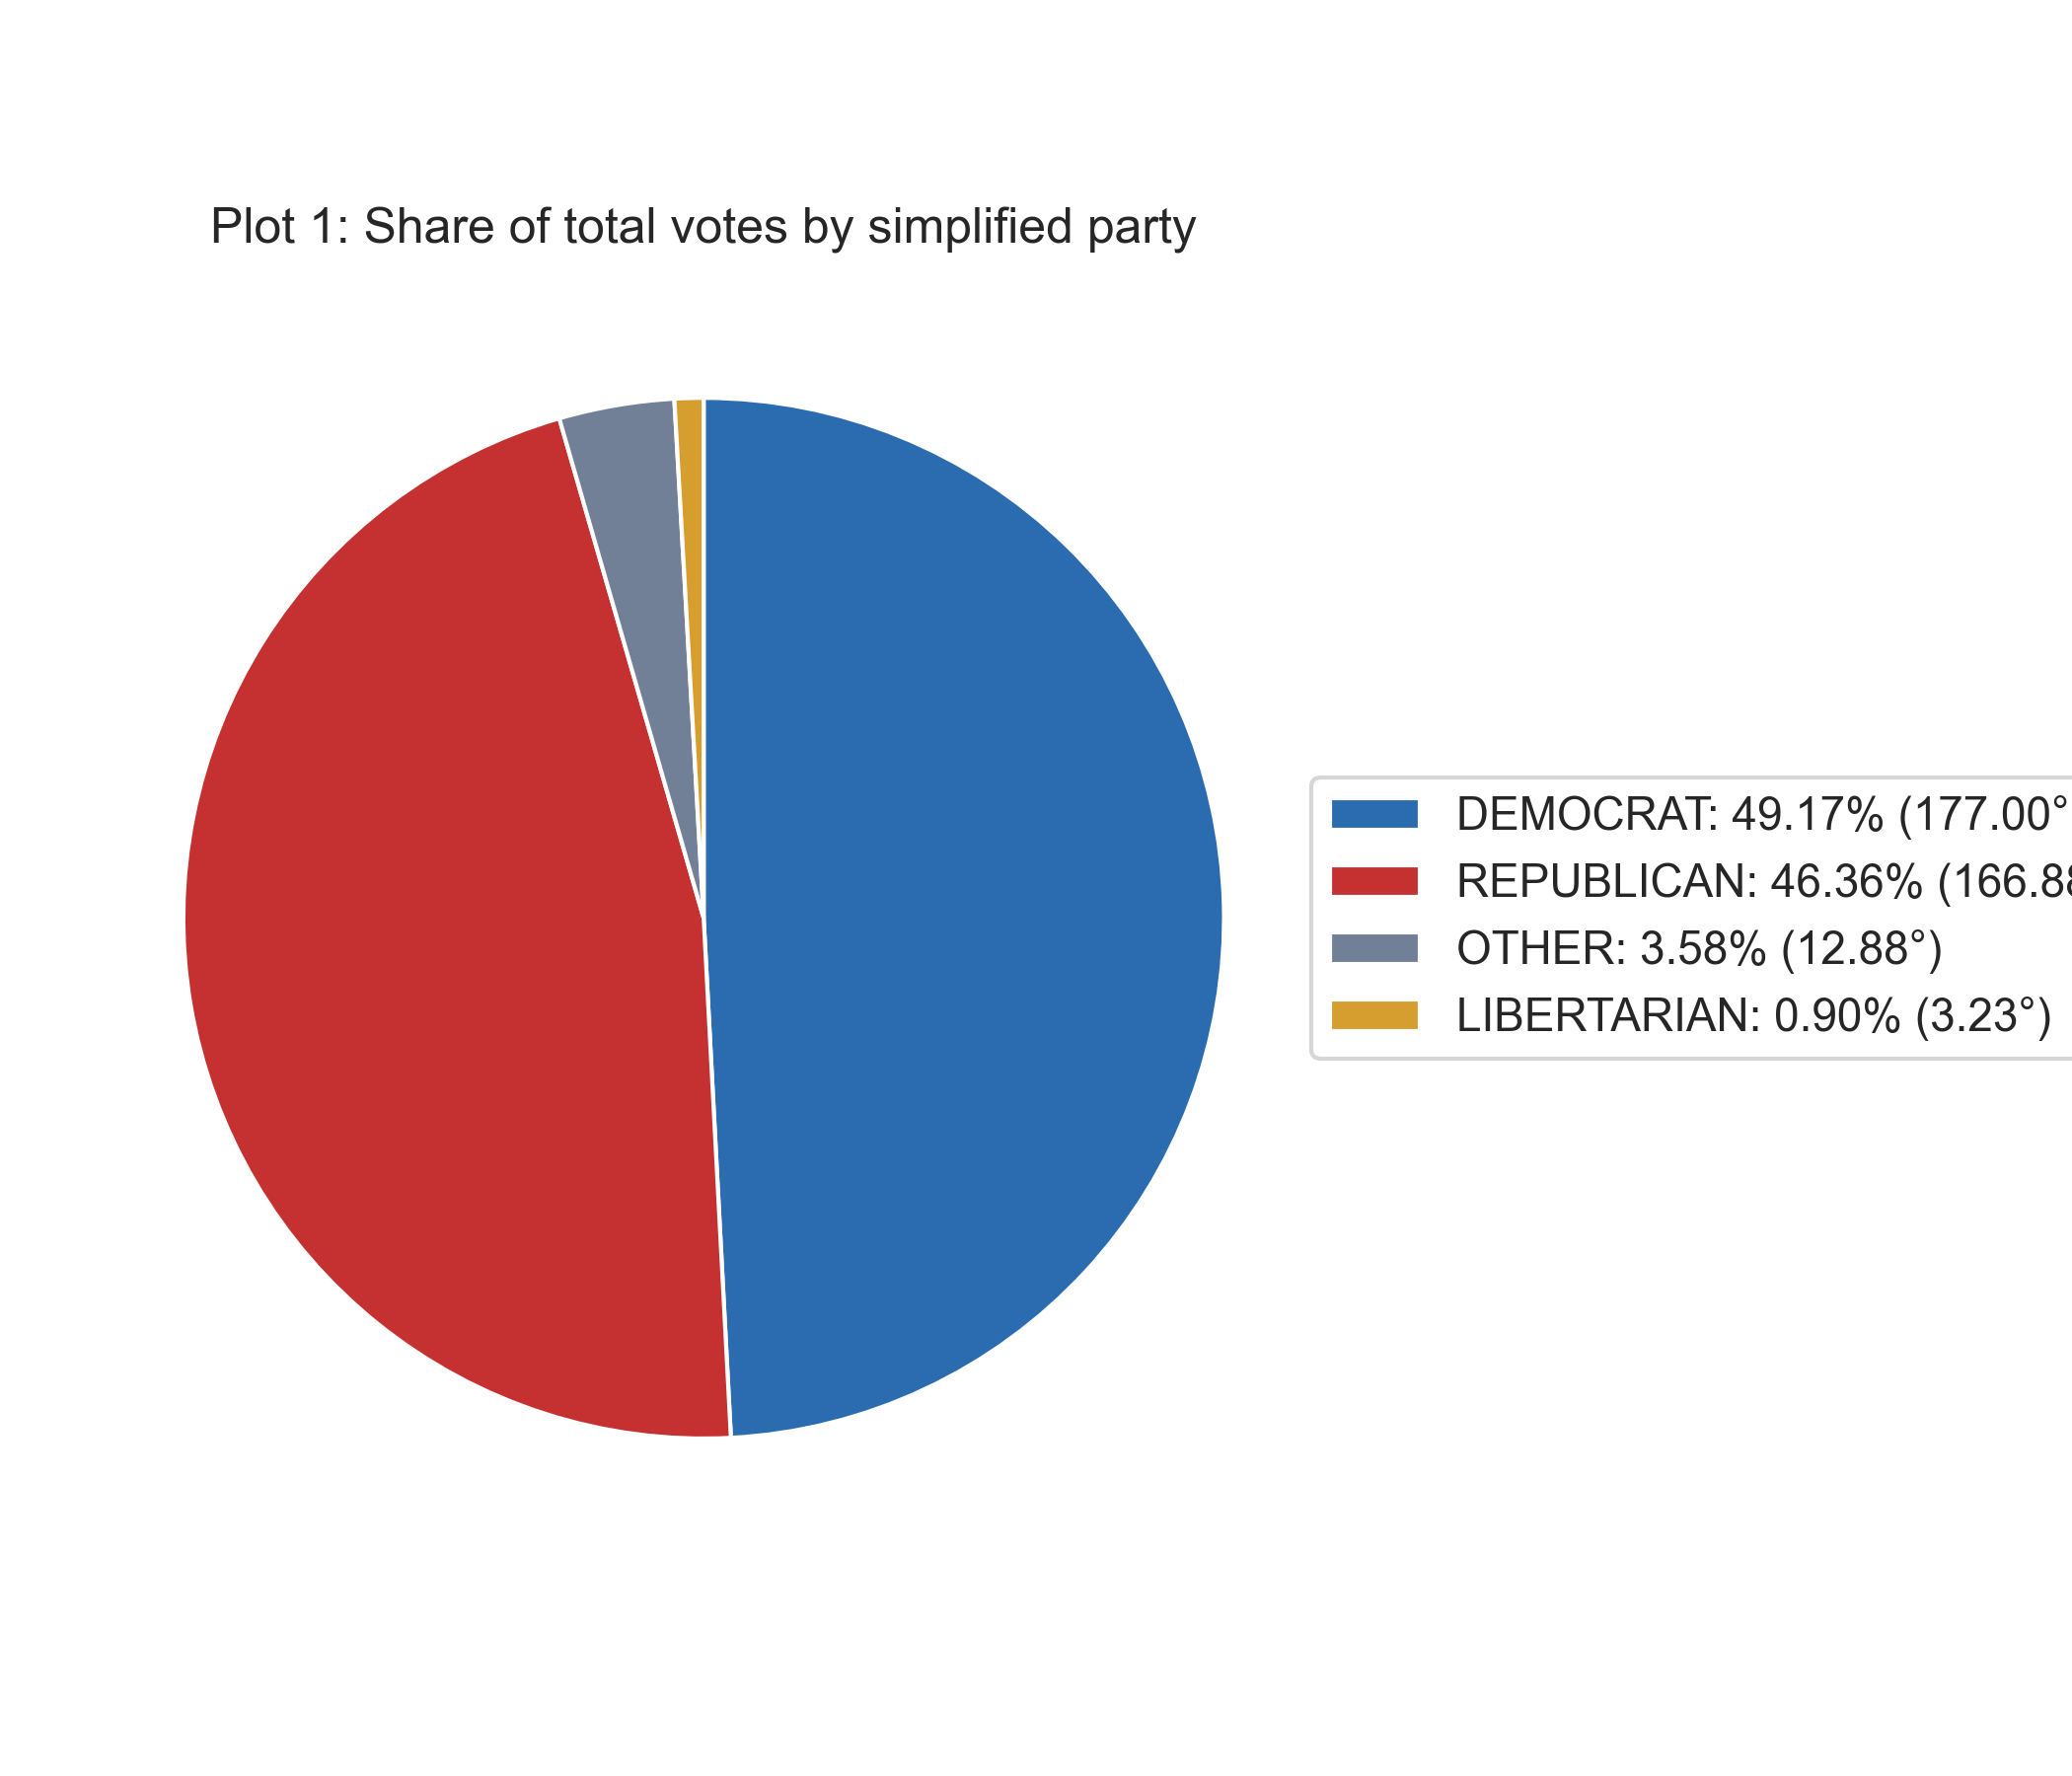 Plot 1: Share of total votes by simplified party
DEMOCRAT: 49.17% (177.00°
REPUBLICAN: 46.36% (166.88
OTHER: 3.58% (12.88°)
LIBERTARIAN: 0.90% (3.23°)